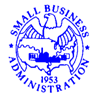 SMALL BUSINESS
ADMINISTRATION
1953